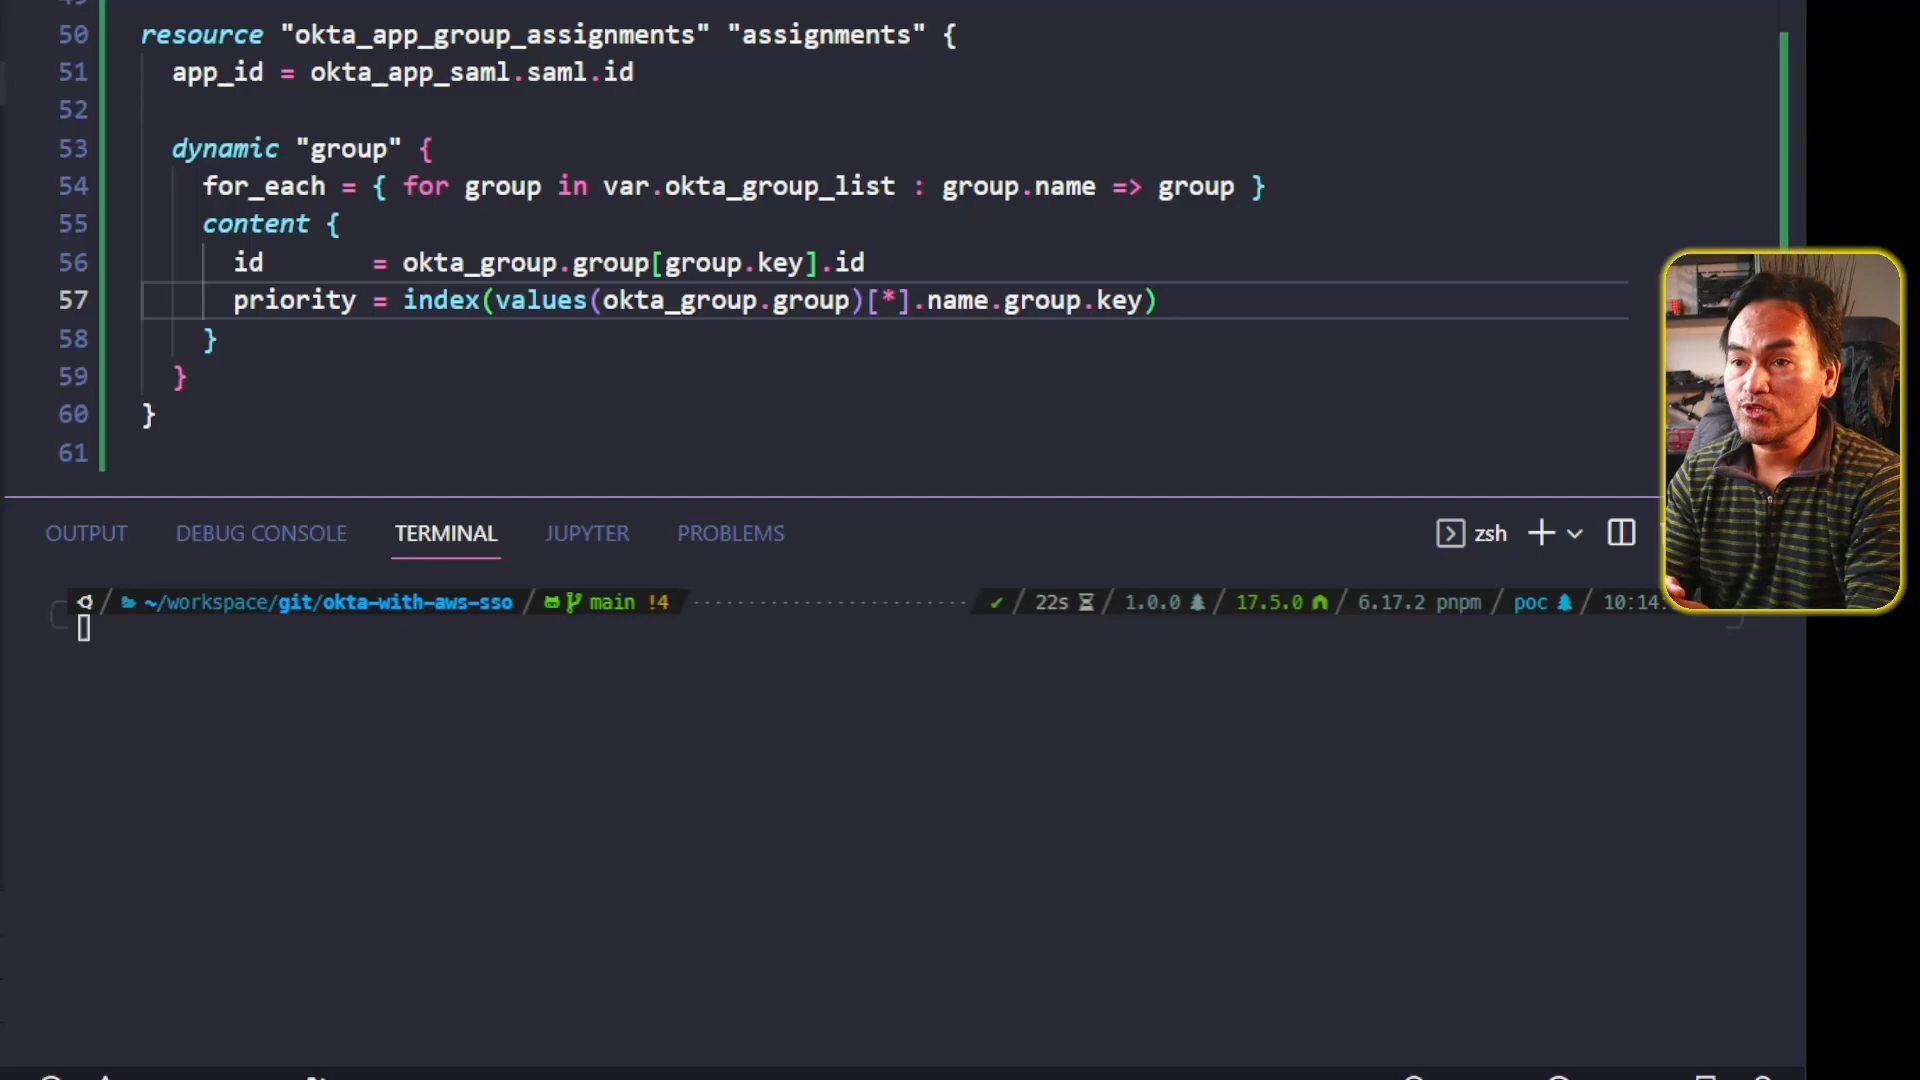 50 resource "okta_app_group_assignments" "assignments" {
51 app_id = okta_app_saml.saml.id
52
53 dynamic "group" {
54 for_each = { for group in var.okta_group_list : group.name => group }
55 content {
56 id = okta_group.group[group.key].id
57 priority = index(values(okta_group.group)[*].name.group.key)
58 }
59 }
60 }
61
OUTPUT DEBUG CONSOLE TERMINAL JUPYTER PROBLEMS zsh
/ ~/workspace/git/okta-with-aws-sso / main !4 ✔ / 22s / 1.0.0 / 17.5.0 / 6.17.2 pnpm / poc / 10:14: